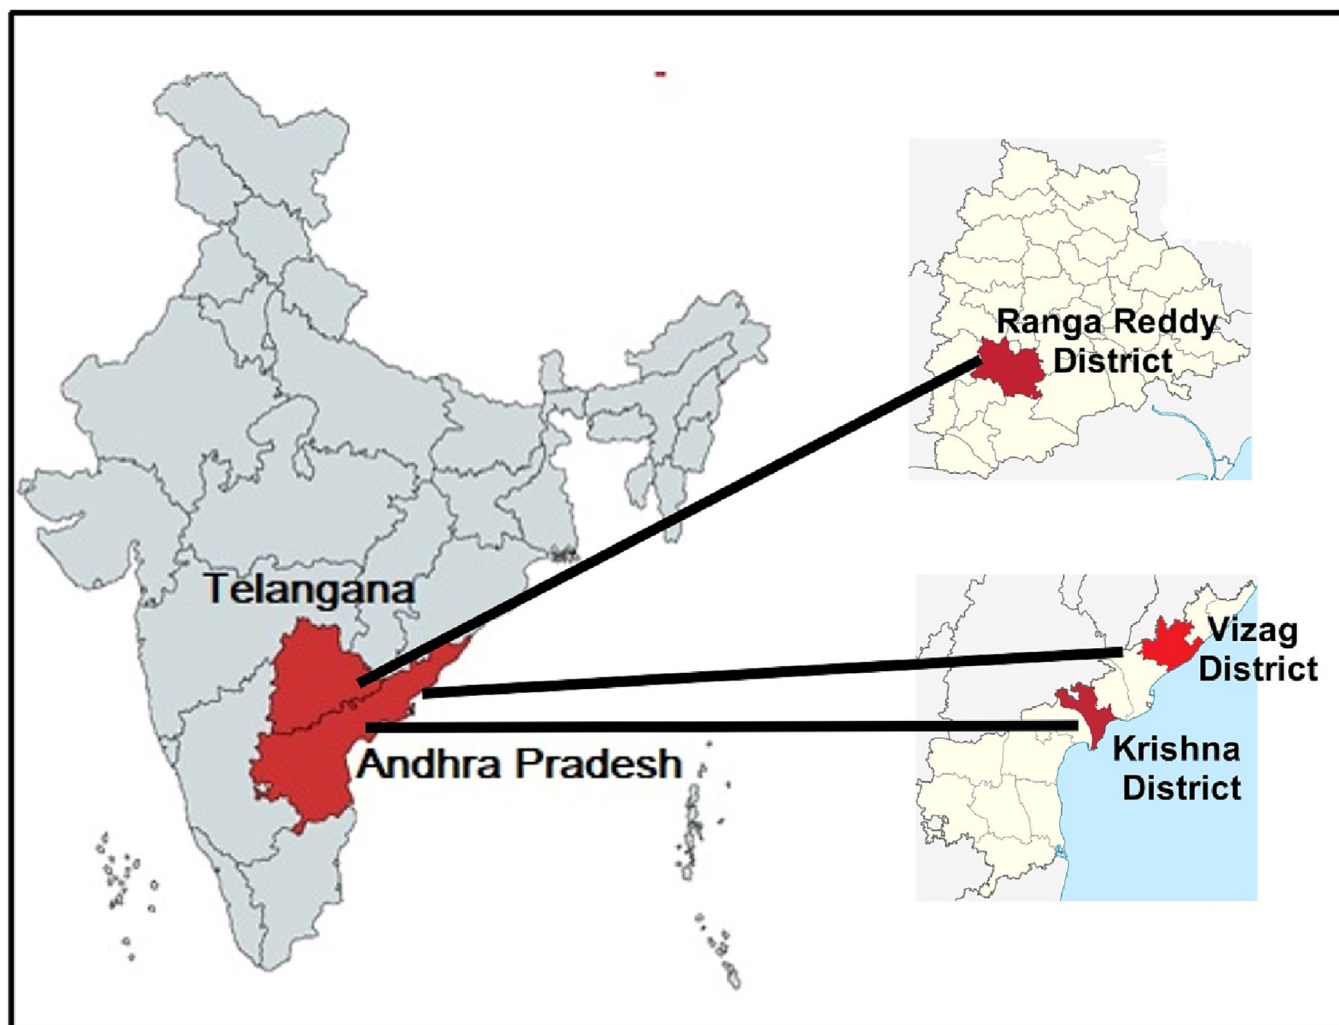 Ranga Reddy
District
Telangana
Vizag
District
Andhra Pradesh
Krishna
District